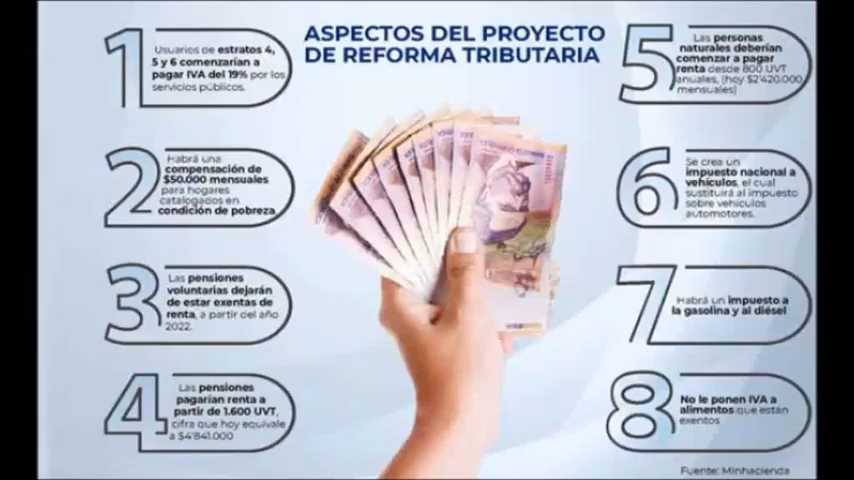 ASPECTOS DEL PROYECTO
DE REFORMA TRIBUTARIA
1
Usuarios de estratos 4,
5 y 6 comenzarían a
pagar IVA del 19% por los
servicios públicos.
2
Habrá una
compensación de
$50.000 mensuales
para hogares
catalogados en
condición de pobreza
3
Las pensiones
voluntarias dejarán
de estar exentas de
renta, a partir del año
2022.
4
Las pensiones
pagarían renta a
partir de 1.600 UVT,
cifra que hoy equivale
a $4'841.000
5
Las personas
naturales deberían
comenzar a pagar
renta desde 800 UVT
anuales, (hoy $2'420.000
mensuales)
6
Se crea un
impuesto nacional a
vehículos, el cual
sustituirá al impuesto
sobre vehículos
automotores.
7
Habrá un impuesto a
la gasolina y al diésel
8
No le ponen IVA a
alimentos que están
exentos
Fuente: Minhacienda